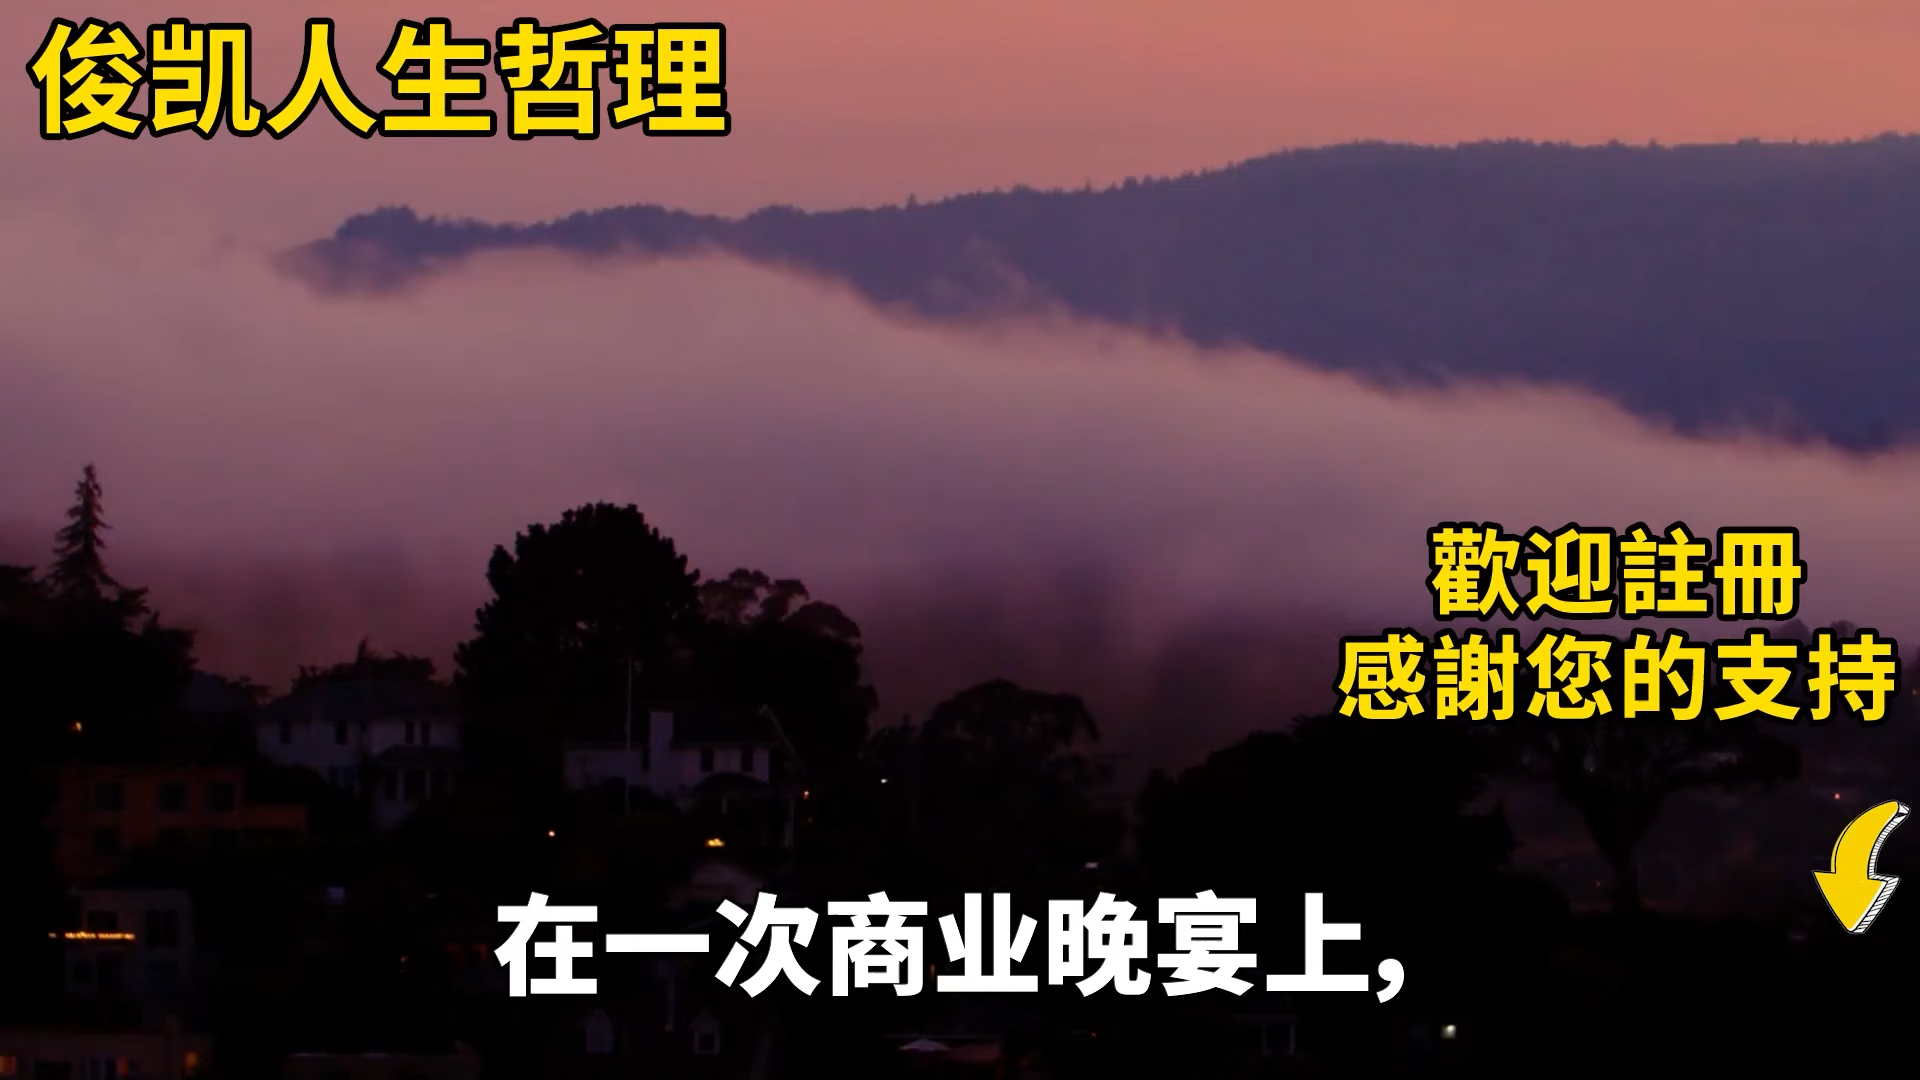 俊凯人生哲理
歡迎註冊
感謝您的支持
在一次商业晚宴上,